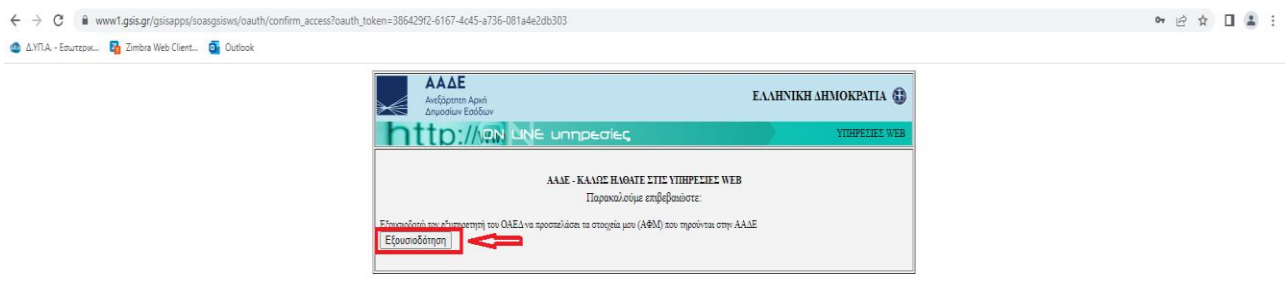 www1.gsis.gr/gsisapps/soasgsisws/oauth/confirm_access?oauth_token=386429f2-6167-4c45-a736-081a4e2db303
Δ.ΥΠ.Α. - Εσωτερικ... Zimbra Web Client... Outlook
ΑΑΔΕ
Ανεξάρτητη Αρχή
Δημοσίων Εσόδων
ΕΛΛΗΝΙΚΗ ΔΗΜΟΚΡΑΤΙΑ
http://
ON LINE υπηρεσίες
ΥΠΗΡΕΣΙΕΣ WEB
ΑΑΔΕ - ΚΑΛΩΣ ΗΛΘΑΤΕ ΣΤΙΣ ΥΠΗΡΕΣΙΕΣ WEB
Παρακαλούμε επιβεβαιώστε:
Εξουσιοδοτώ τον εξυπηρετητή του ΟΑΕΔ να προσπελάσει τα στοιχεία μου (ΑΦΜ) που τηρούνται στην ΑΑΔΕ
Εξουσιοδότηση